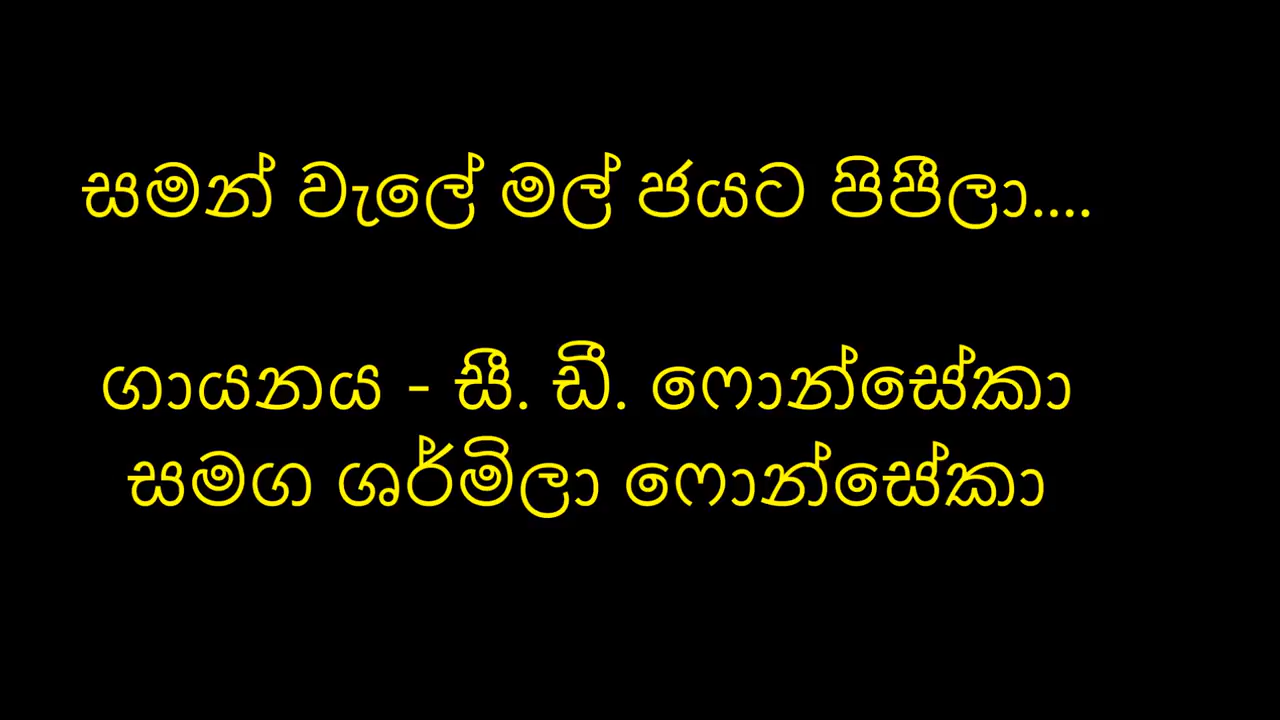 සමන් වැලේ මල් ජයට පිපීලා....
ගායනය - සී. ඩී. ෆොන්සේකා
සමග ශර්මිලා ෆොන්සේකා